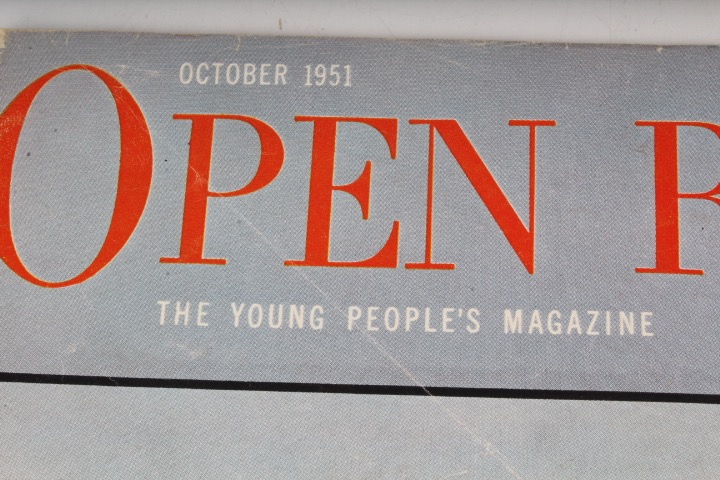 OCTOBER 1951
OPEN
THE YOUNG PEOPLE'S MAGAZINE